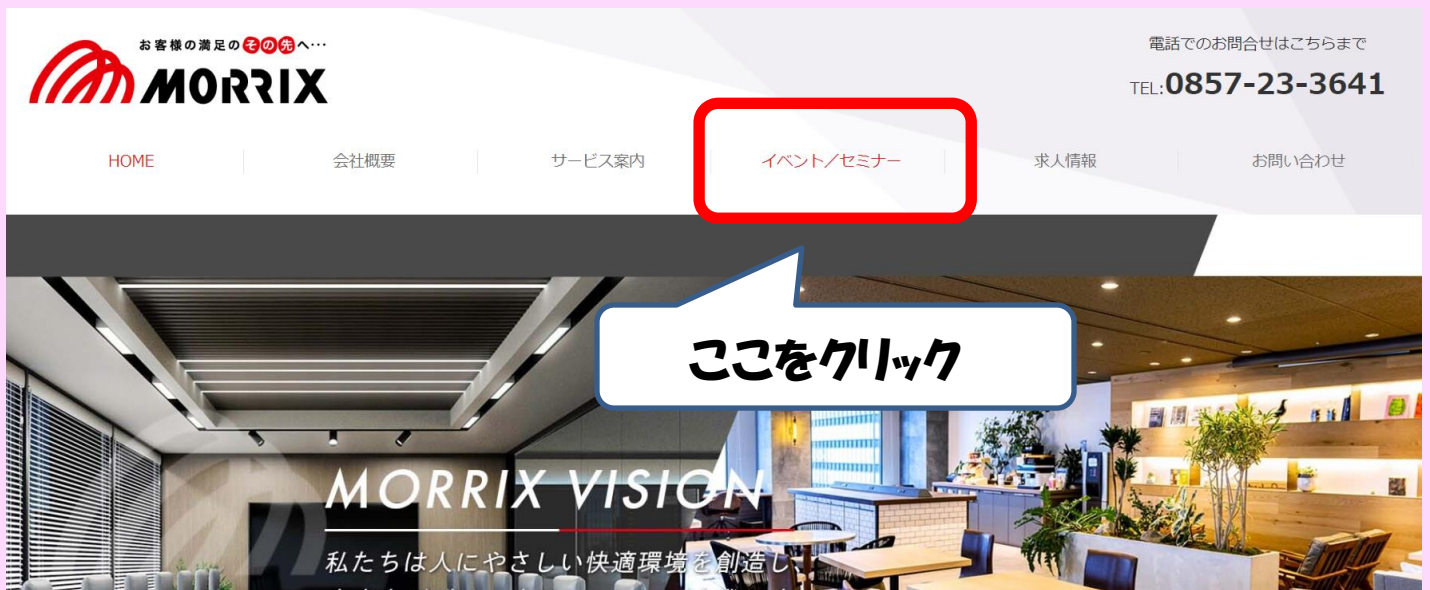 お客様の満足のその先へ…
MORRIX
電話でのお問合せはこちらまで
TEL:0857-23-3641
HOME
会社概要
サービス案内
イベント／セミナー
求人情報
お問い合わせ
ここをクリック
MORRIX VISION
私たちは人にやさしい快適環境を創造し、